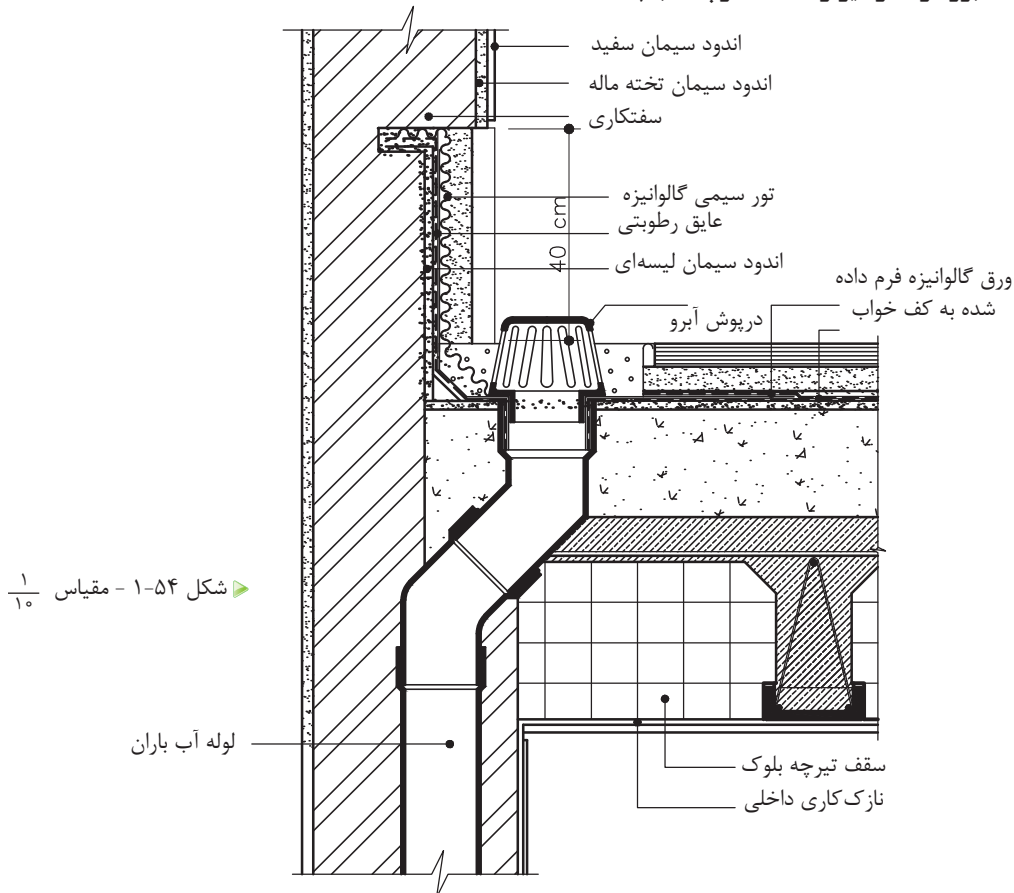 اندود سیمان سفید
اندود سیمان تخته ماله
سفتکاری
تور سیمی گالوانیزه
عایق رطوبتی
40 cm
اندود سیمان لیسه‌ای
ورق گالوانیزه فرم داده
شده به کف خواب
درپوش آبرو
شکل ۵۴-۱ - مقیاس ۱/۱۰
لوله آب باران
سقف تیرچه بلوک
نازک‌کاری داخلی